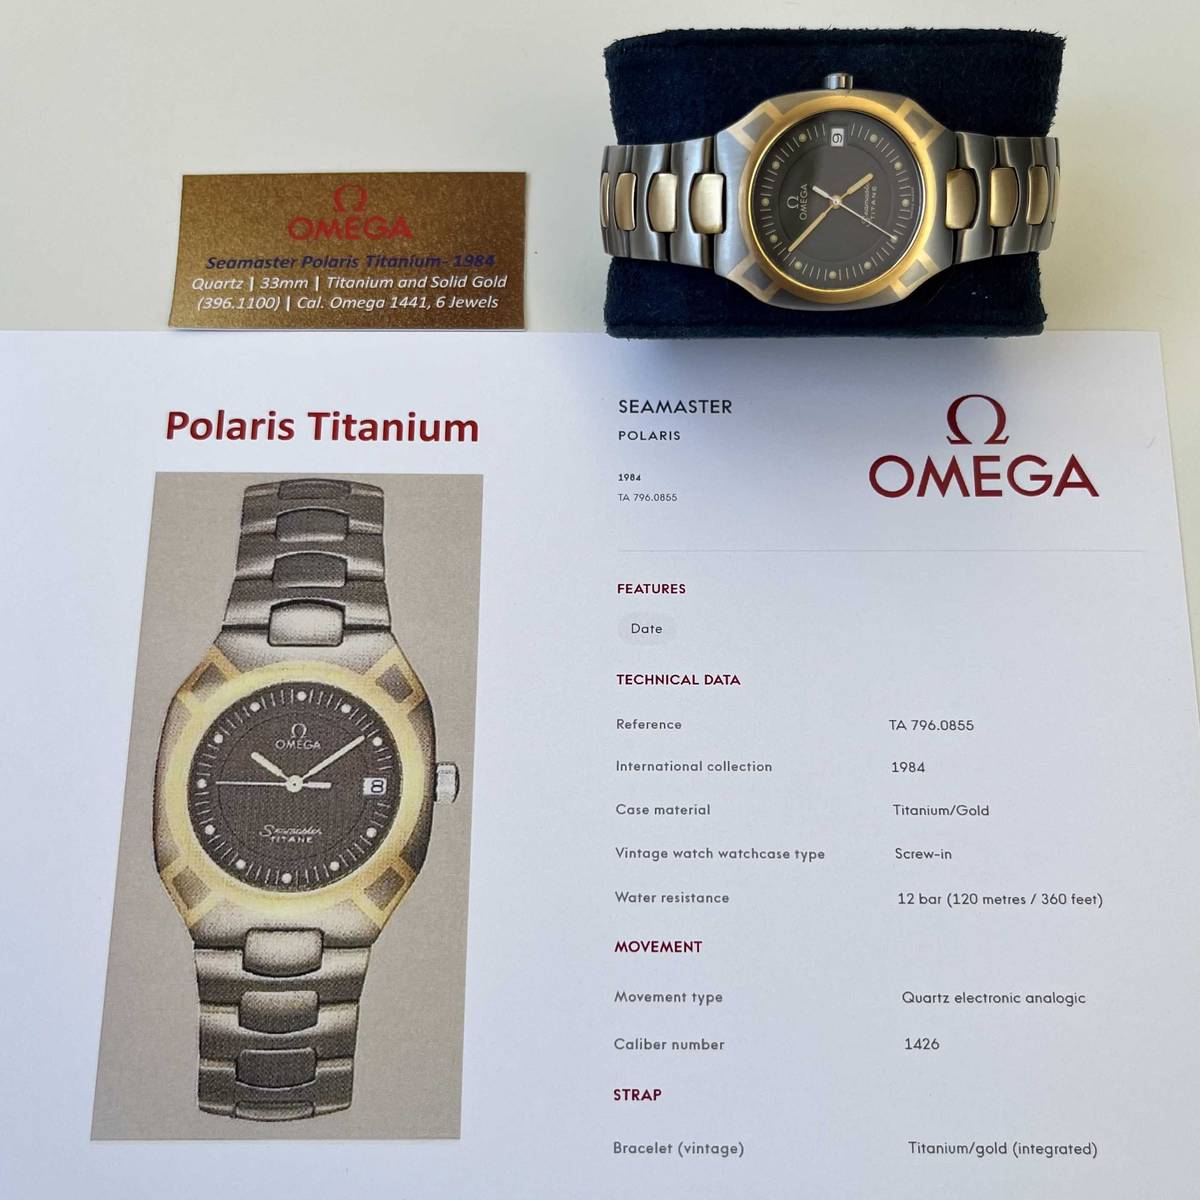 OMEGA
Seamaster Polaris Titanium- 1984
Quartz | 33mm | Titanium and Solid Gold
(396.1100) | Cal. Omega 1441, 6 Jewels
9
Ω
OMEGA
Seamaster
TITANE
Polaris Titanium
Ω
OMEGA
8
Seamaster
TITANE
SEAMASTER
POLARIS
1984
TA 796.0855
Ω
OMEGA
FEATURES
Date
TECHNICAL DATA
Reference TA 796.0855
International collection 1984
Case material Titanium/Gold
Vintage watch watchcase type Screw-in
Water resistance 12 bar (120 metres / 360 feet)
MOVEMENT
Movement type Quartz electronic analogic
Caliber number 1426
STRAP
Bracelet (vintage) Titanium/gold (integrated)